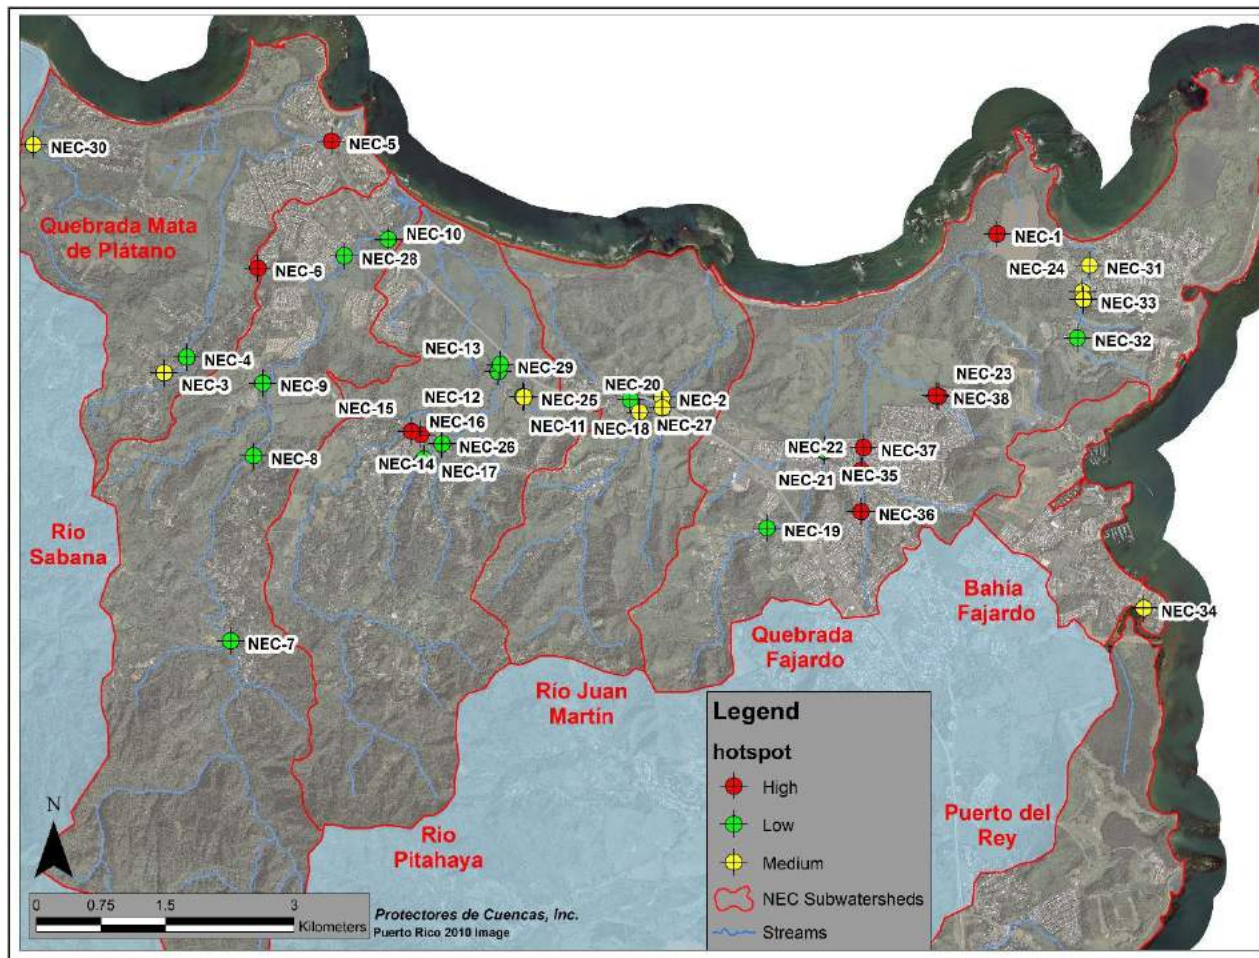 NEC-30
NEC-5
Quebrada Mata
de Plátano
NEC-10
NEC-28
NEC-6
NEC-1
NEC-24
NEC-31
NEC-33
NEC-32
NEC-4
NEC-3
NEC-9
NEC-13
NEC-29
NEC-12
NEC-25
NEC-11
NEC-20
NEC-2
NEC-18
NEC-27
NEC-23
NEC-38
NEC-15
NEC-16
NEC-26
NEC-14
NEC-17
NEC-8
NEC-22
NEC-37
NEC-21
NEC-35
NEC-36
NEC-19
Río
Sabana
NEC-7
Bahía
Fajardo
NEC-34
Quebrada
Fajardo
Río Juan
Martín
Rio
Pitahaya
Puerto del
Rey
Legend
hotspot
High
Low
Medium
NEC Subwatersheds
Streams
N
0 0.75 1.5 3
Kilometers
Protectores de Cuencas, Inc.
Puerto Rico 2010 Image